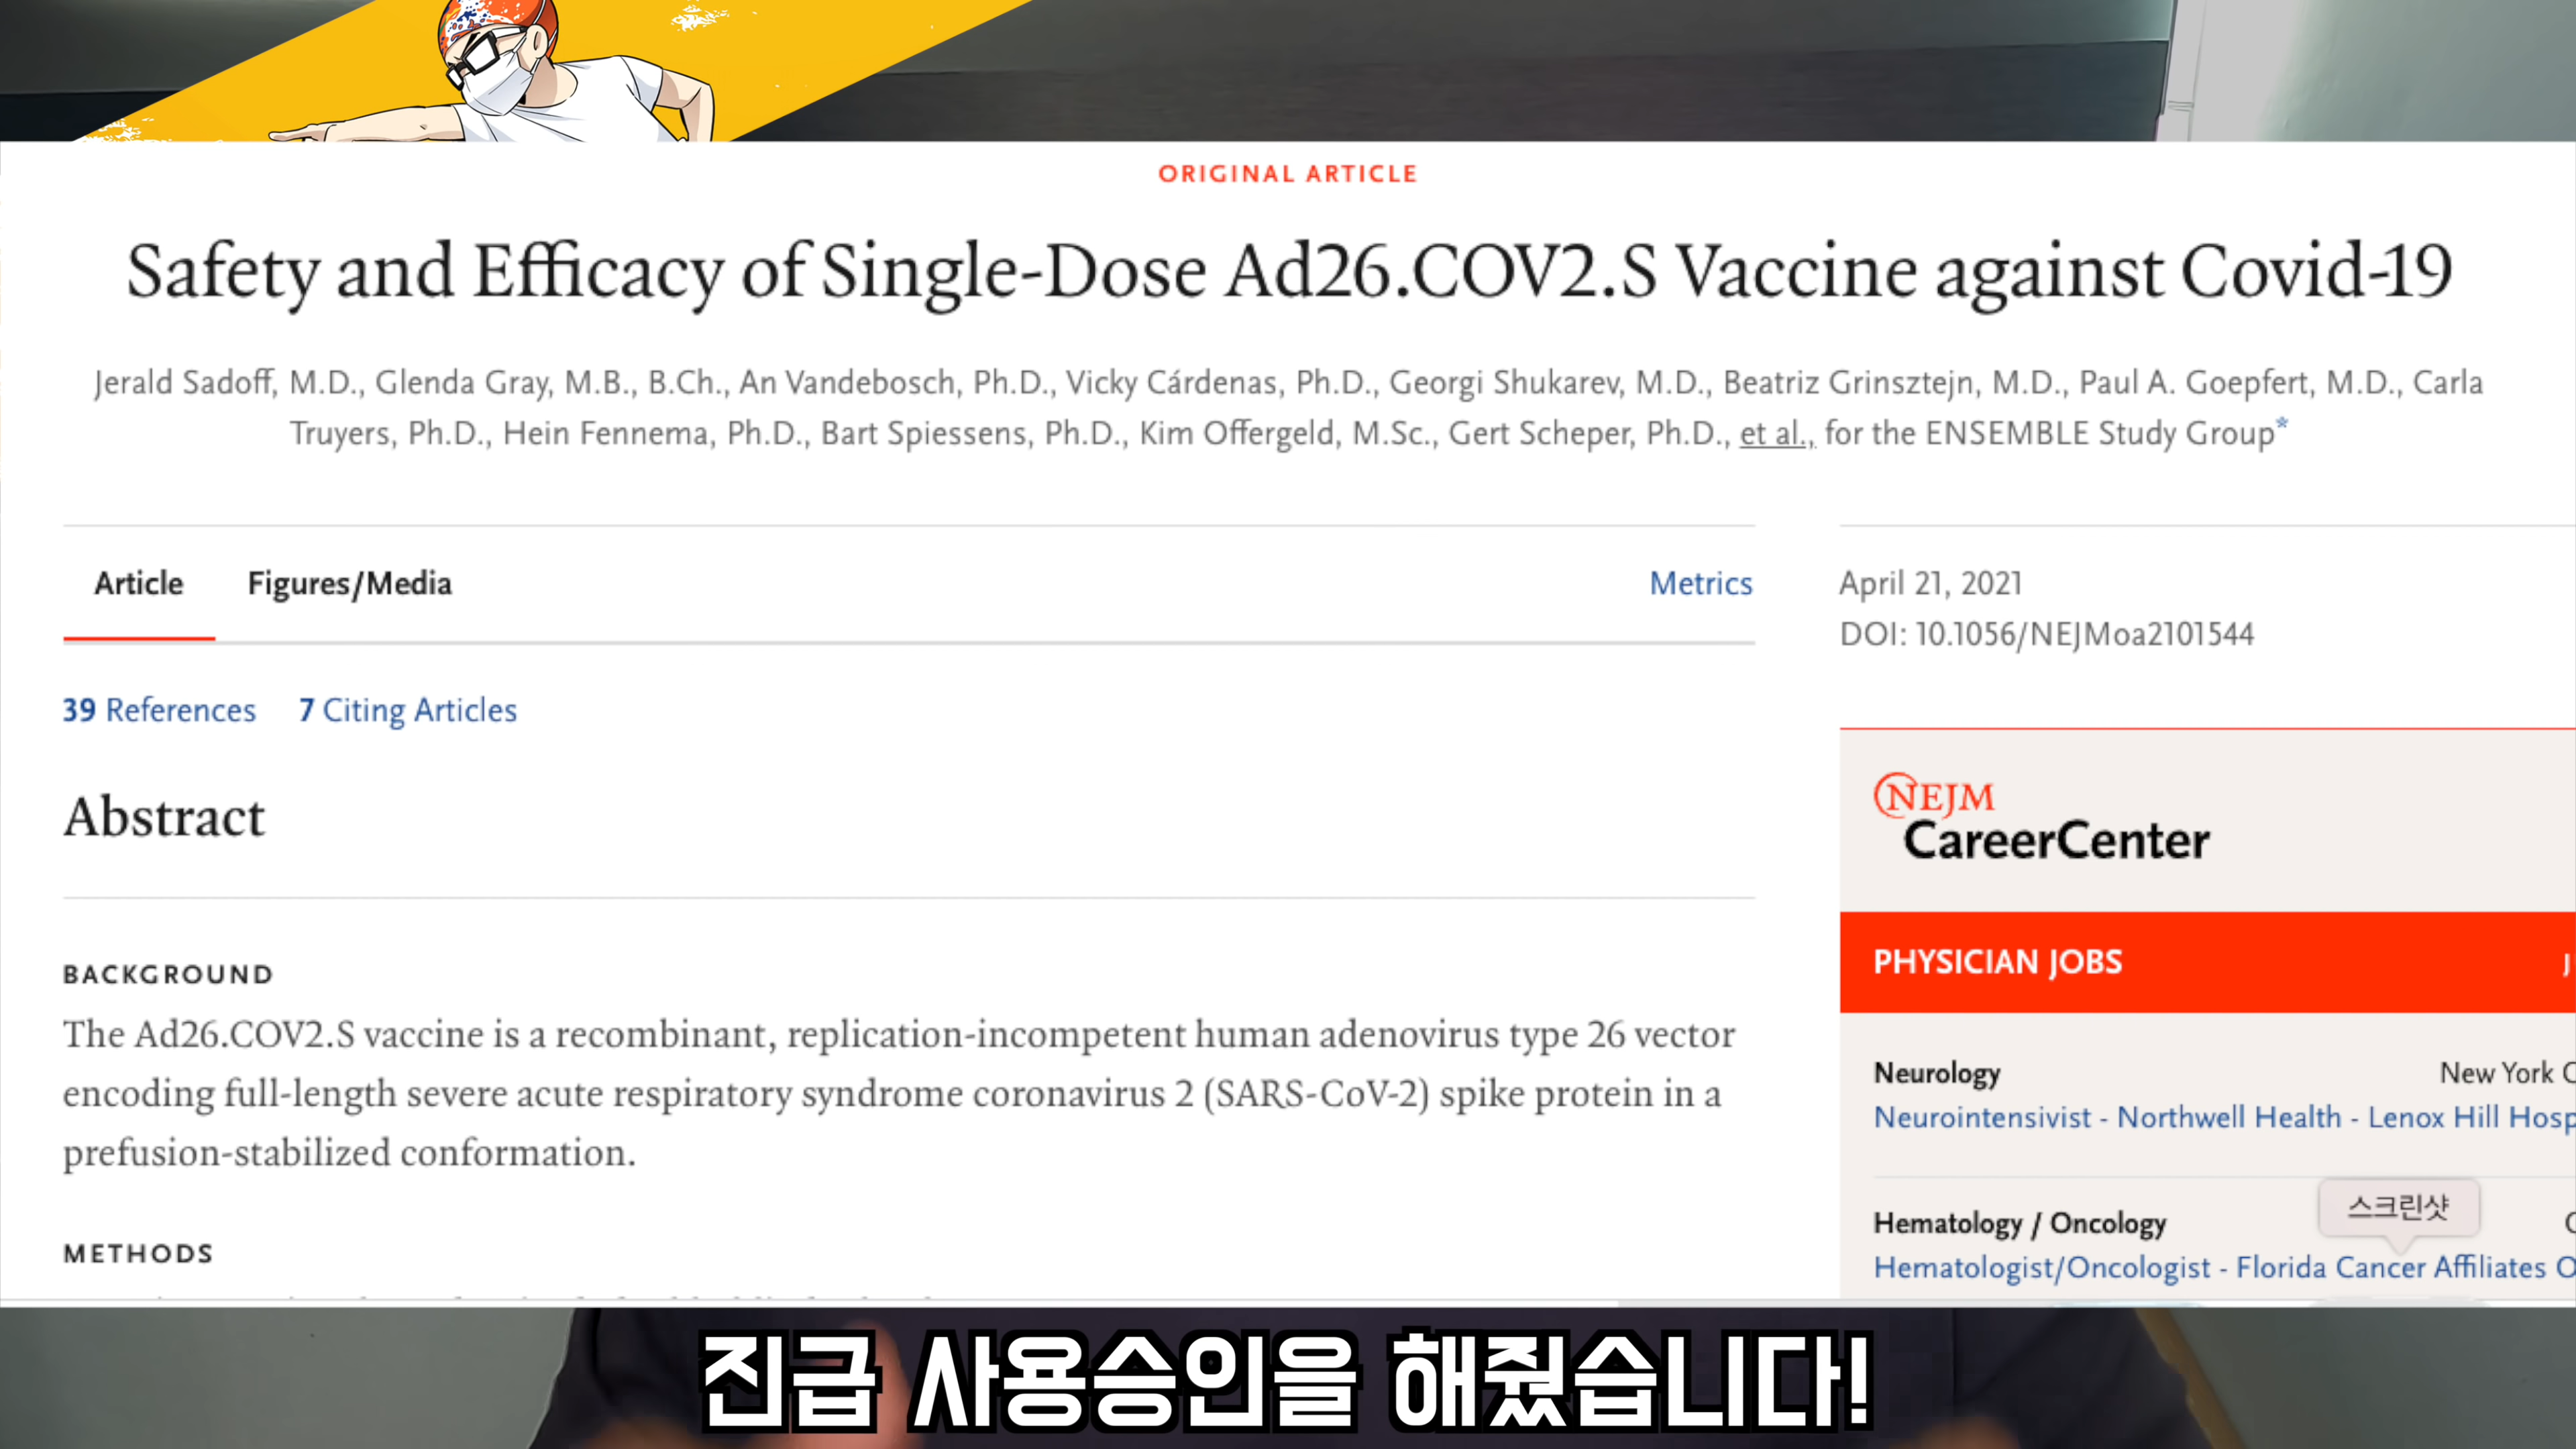 ORIGINAL ARTICLE
Safety and Efficacy of Single-Dose Ad26.COV2.S Vaccine against Covid-19
Jerald Sadoff, M.D., Glenda Gray, M.B., B.Ch., An Vandebosch, Ph.D., Vicky Cárdenas, Ph.D., Georgi Shukarev, M.D., Beatriz Grinsztejn, M.D., Paul A. Goepfert, M.D., Carla
Truyers, Ph.D., Hein Fennema, Ph.D., Bart Spiessens, Ph.D., Kim Offergeld, M.Sc., Gert Scheper, Ph.D., et al., for the ENSEMBLE Study Group*
Article Figures/Media Metrics
39 References 7 Citing Articles
Abstract
BACKGROUND
The Ad26.COV2.S vaccine is a recombinant, replication-incompetent human adenovirus type 26 vector
encoding full-length severe acute respiratory syndrome coronavirus 2 (SARS-CoV-2) spike protein in a
prefusion-stabilized conformation.
METHODS
April 21, 2021
DOI: 10.1056/NEJMoa2101544
NEJM
CareerCenter
PHYSICIAN JOBS J
Neurology New York C
Neurointensivist - Northwell Health - Lenox Hill Hosp
스크린샷
Hematology / Oncology
Hematologist/Oncologist - Florida Cancer Affiliates O
진급 사용승인을 해줬습니다!